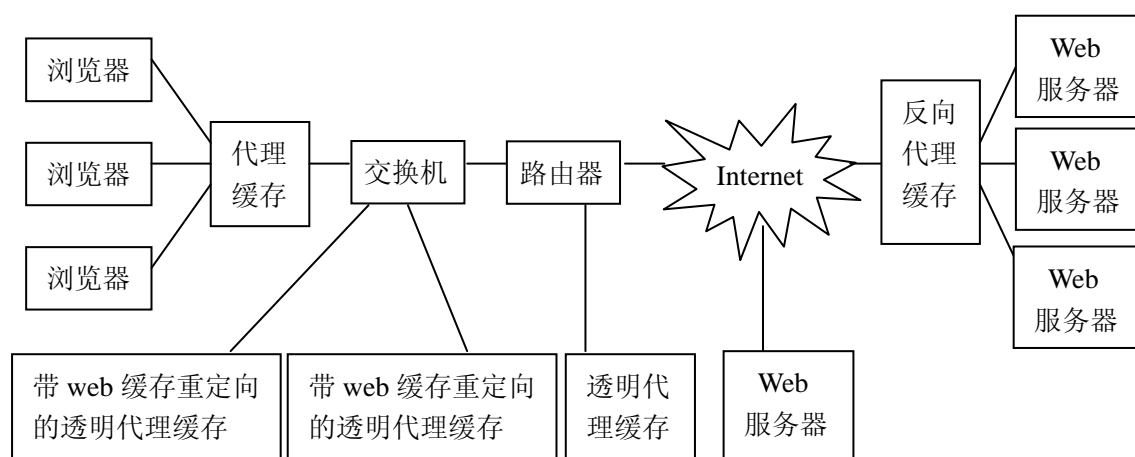 浏览器
浏览器
浏览器
代理
缓存
交换机
路由器
Internet
反向
代理
缓存
Web
服务器
Web
服务器
Web
服务器
带 web 缓存重定向
的透明代理缓存
带 web 缓存重定向
的透明代理缓存
透明代
理缓存
Web
服务器